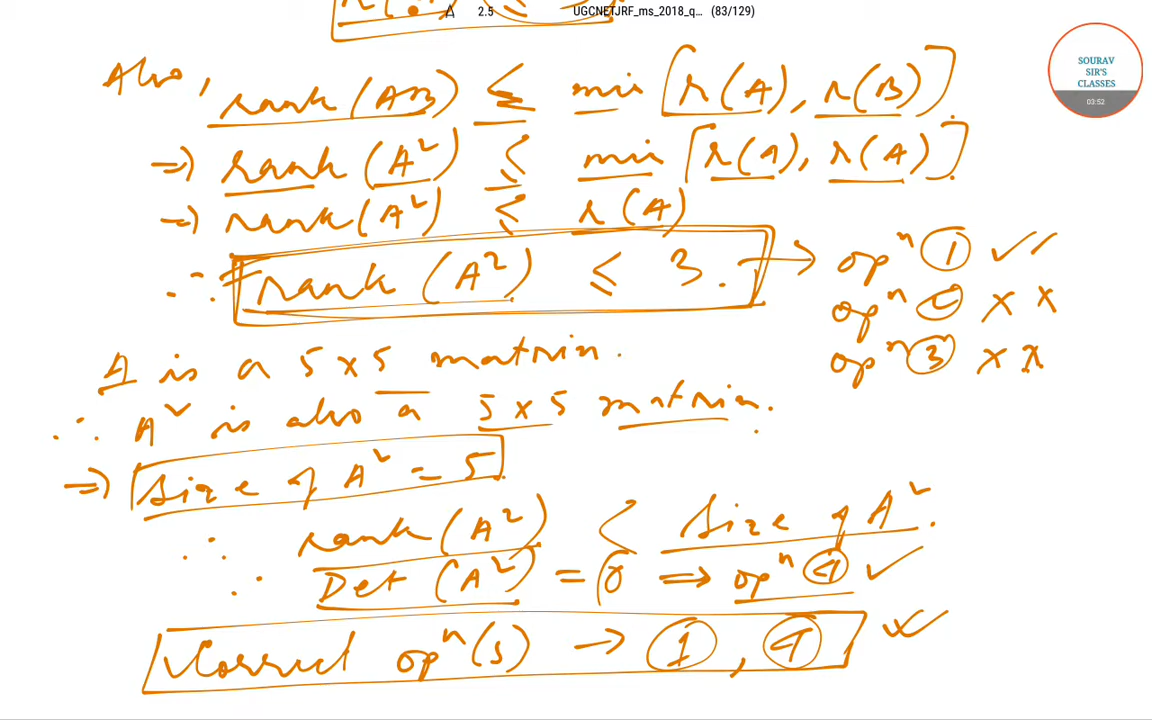 2.5 UGCNETJRF_ms_2018_q... (83/129)
SOURAV
SIR'S
CLASSES
03:52
Also,
rank (AB) ≤ min [r(A), r(B)]
⇒ rank (A²) ≤ min [r(A), r(A)]
⇒ rank (A²) ≤ r(A)
∴ rank (A²) ≤ 3. → opⁿ ① ✓✓
opⁿ ② X X
opⁿ ③ X X
A is a 5 x 5 matrix.
∴ A² is also a 5 x 5 matrix.
⇒ Size of A² = 5
∴ rank (A²) < Size of A².
∴ Det (A²) = 0 ⇒ opⁿ ④ ✓
Correct opⁿ(s) → ①, ④ ✓